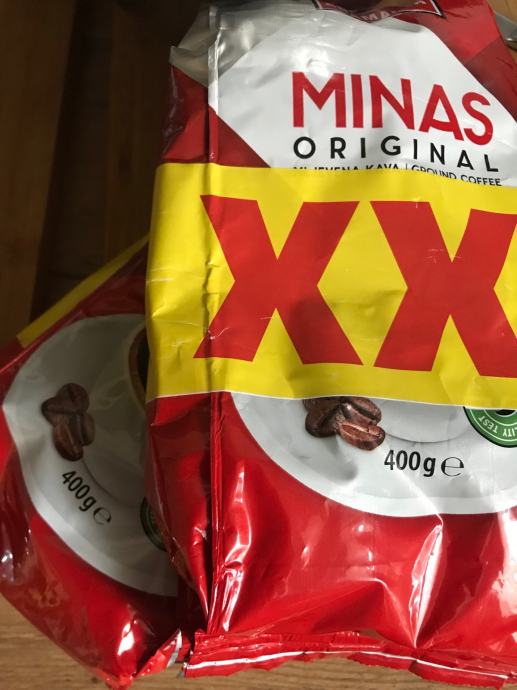 MINAS
ORIGINAL
GROUND COFFEE
XX
400g ℮
400g ℮